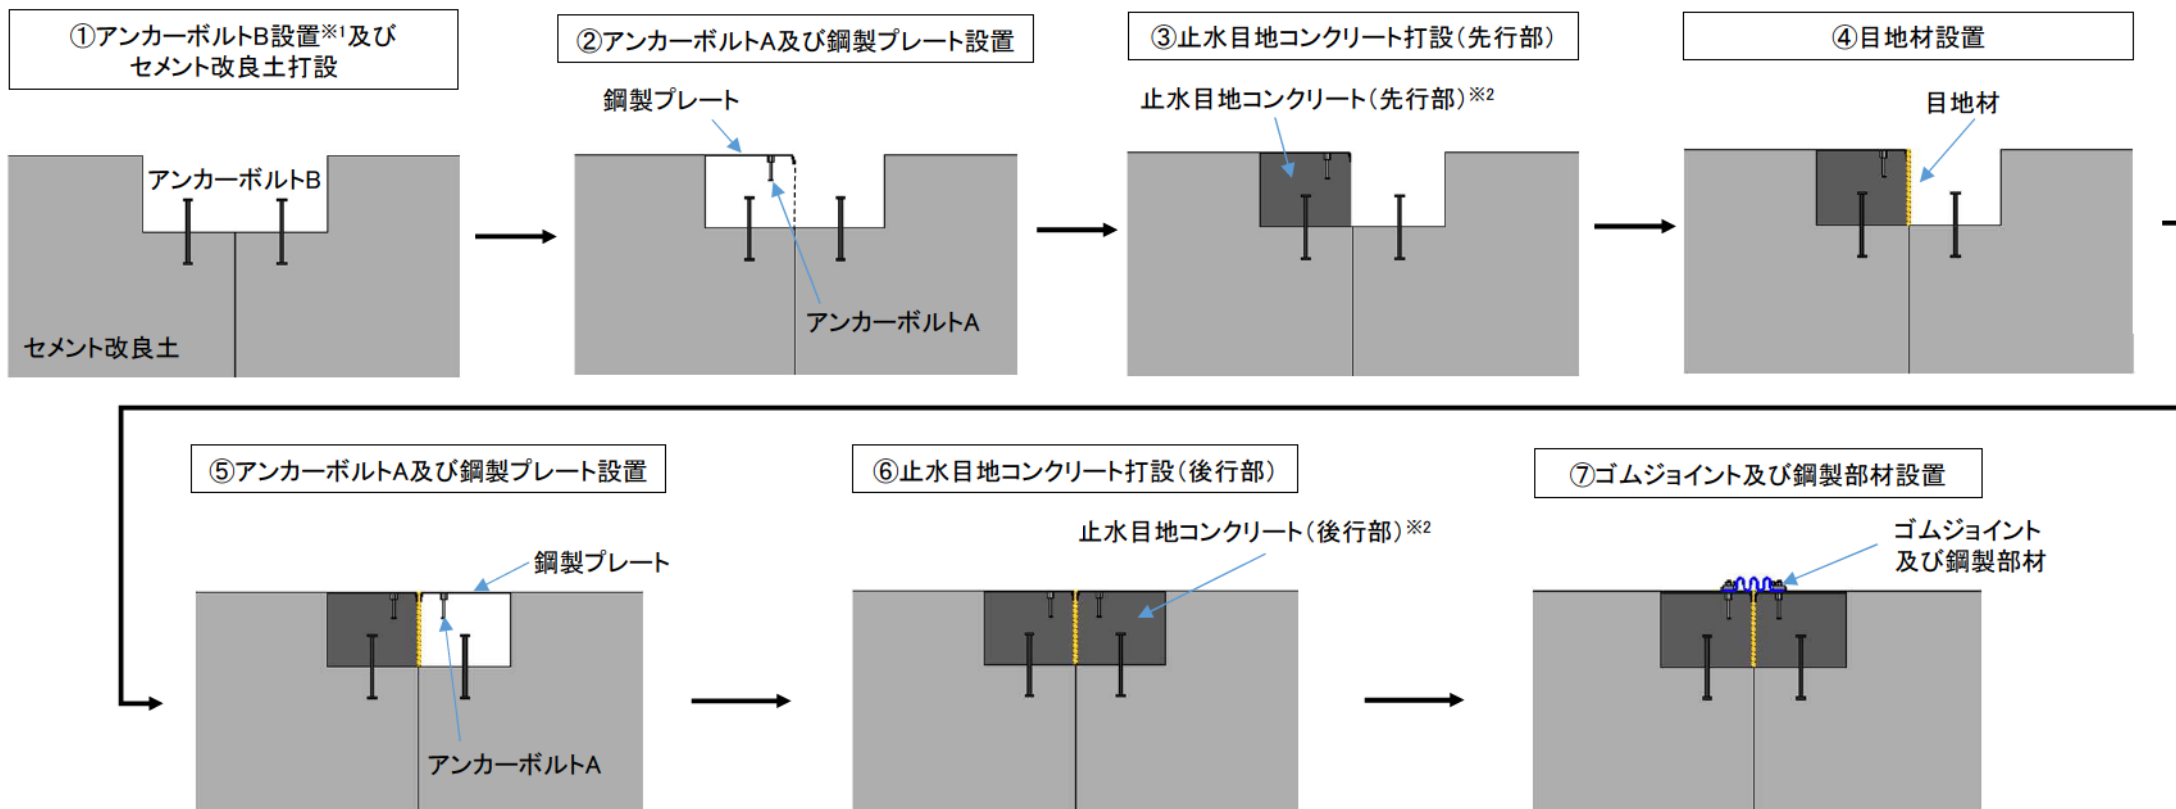 ①アンカーボルトB設置※1及び
セメント改良土打設
アンカーボルトB
セメント改良土
②アンカーボルトA及び鋼製プレート設置
鋼製プレート
アンカーボルトA
③止水目地コンクリート打設(先行部)
止水目地コンクリート(先行部)※2
④目地材設置
目地材
⑤アンカーボルトA及び鋼製プレート設置
鋼製プレート
アンカーボルトA
⑥止水目地コンクリート打設(後行部)
止水目地コンクリート(後行部)※2
⑦ゴムジョイント及び鋼製部材設置
ゴムジョイント
及び鋼製部材